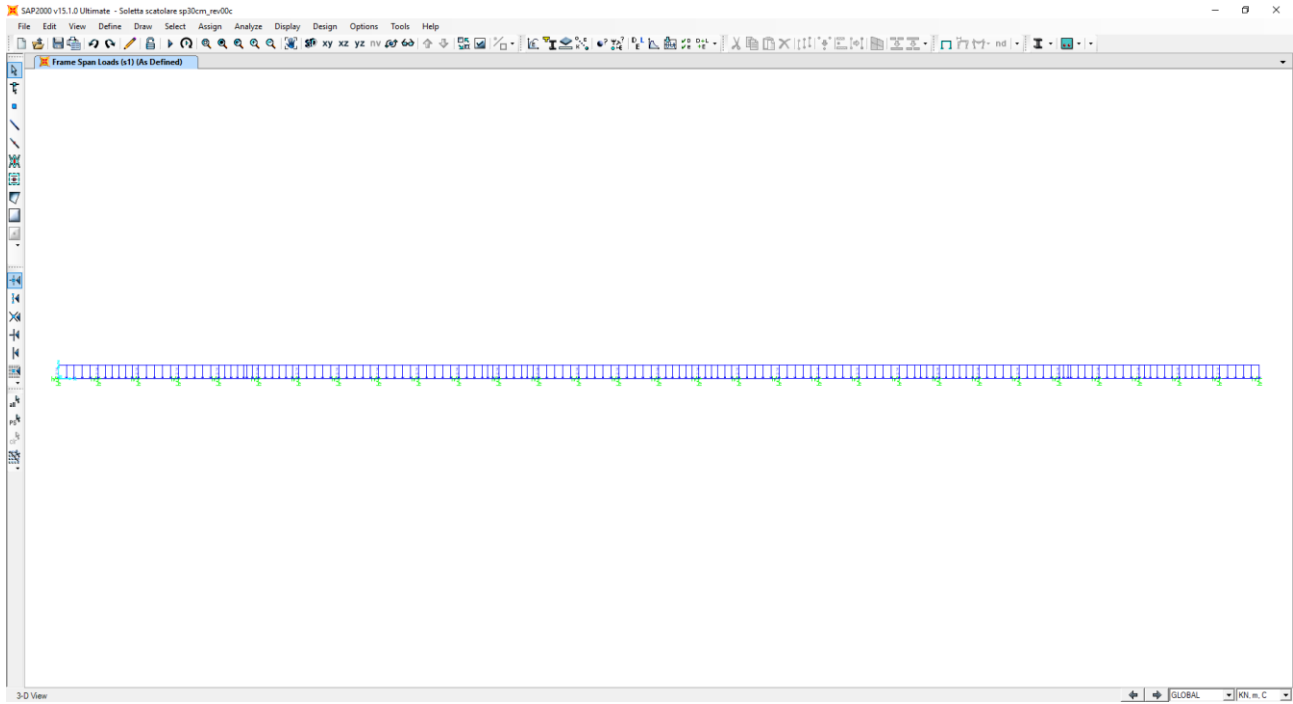 SAP2000 v15.1.0 Ultimate - Soletta scatolare sp30cm_rev00c
File Edit View Define Draw Select Assign Analyze Display Design Options Tools Help
xy xz yz nv nd
Frame Span Loads (s1) (As Defined)
3-D View GLOBAL KN, m, C